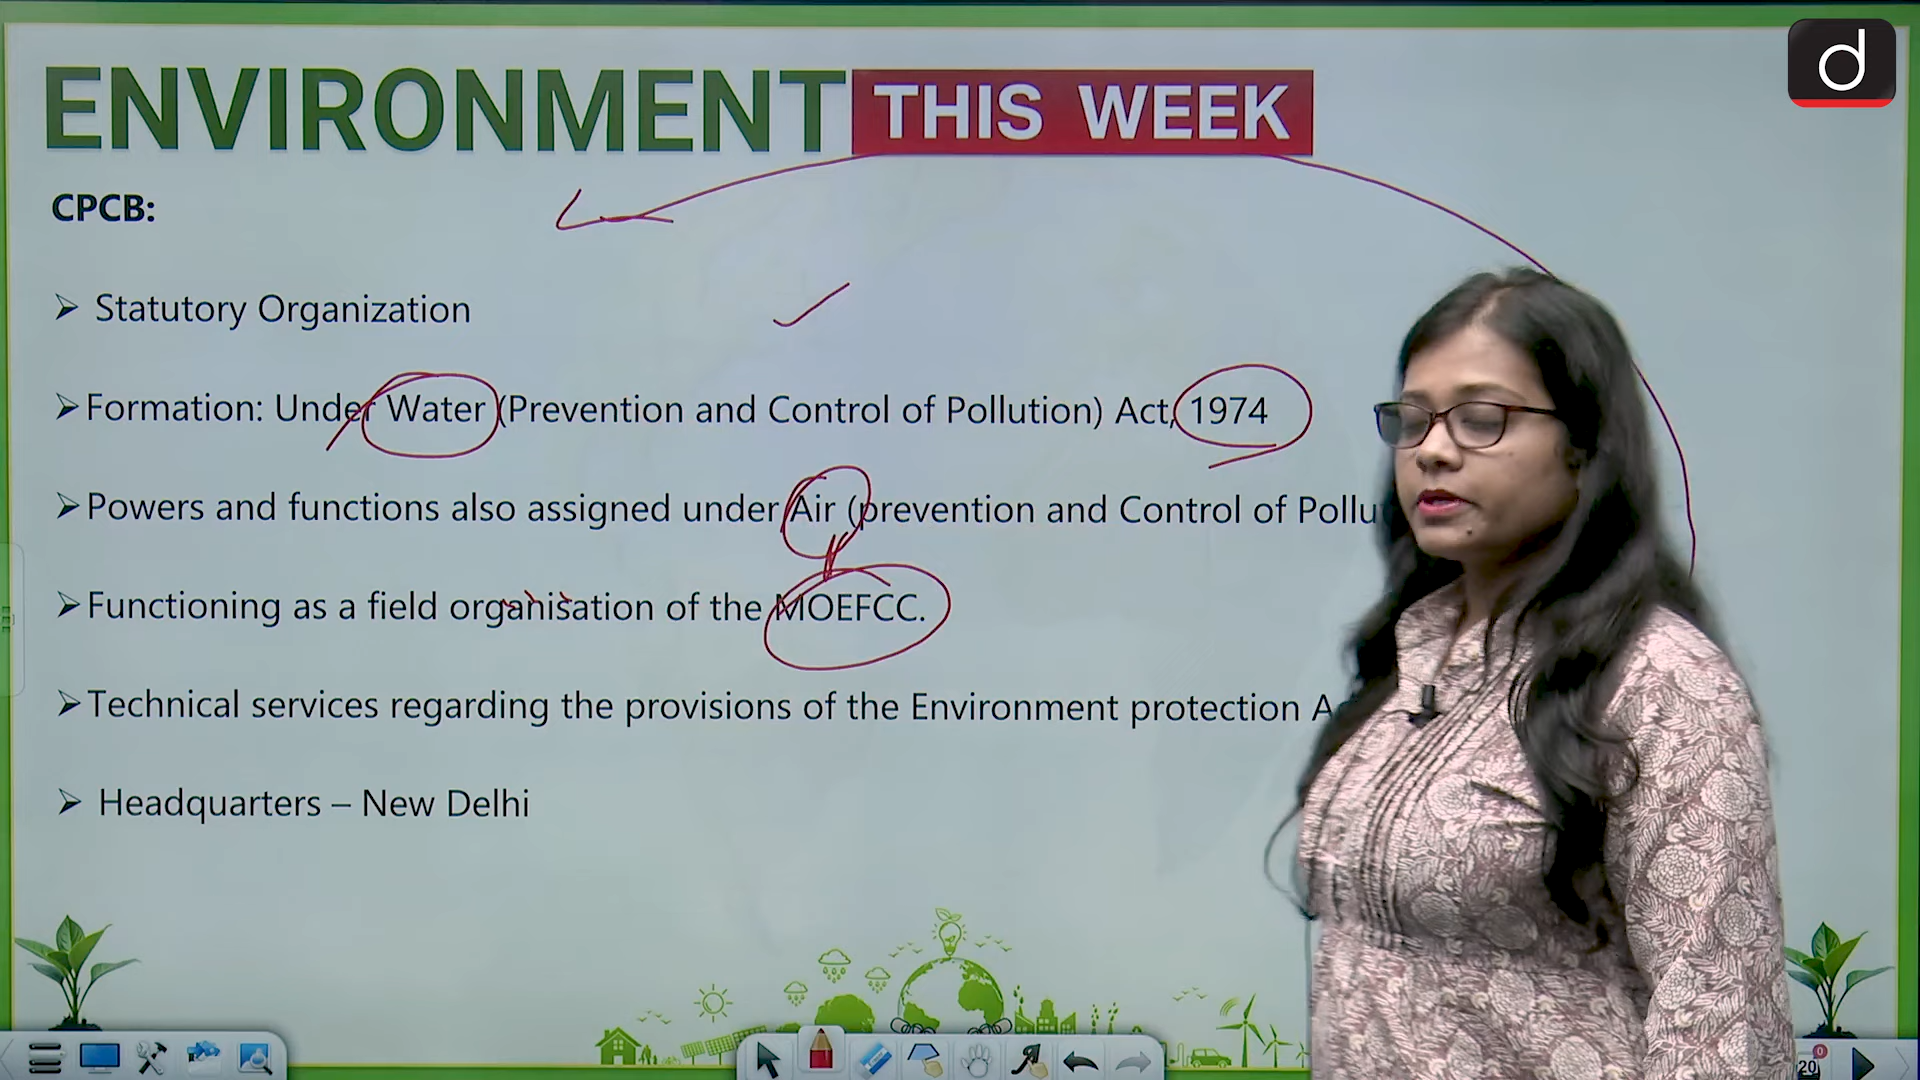 ENVIRONMENT THIS WEEK
d
CPCB:
➢ Statutory Organization
➢ Formation: Under Water (Prevention and Control of Pollution) Act, 1974
➢ Powers and functions also assigned under Air (prevention and Control of Pollu
➢ Functioning as a field organisation of the MOEFCC.
➢ Technical services regarding the provisions of the Environment protection A
➢ Headquarters – New Delhi
20
0